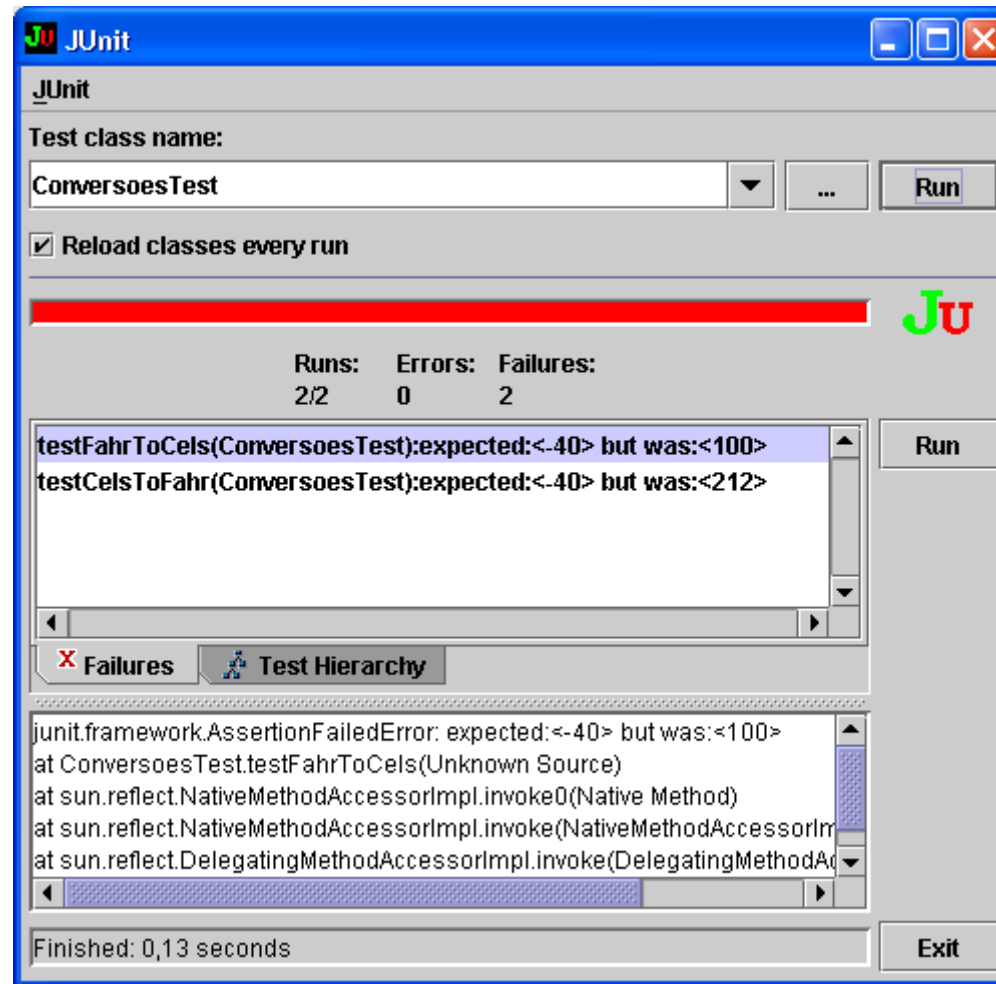 JU JUnit
JUnit
Test class name:
ConversoesTest ... Run
Reload classes every run
JU
Runs: Errors: Failures:
2/2 0 2
testFahrToCels(ConversoesTest):expected:<-40> but was:<100> Run
testCelsToFahr(ConversoesTest):expected:<-40> but was:<212>
X Failures Test Hierarchy
junit.framework.AssertionFailedError: expected:<-40> but was:<100>
at ConversoesTest.testFahrToCels(Unknown Source)
at sun.reflect.NativeMethodAccessorImpl.invoke0(Native Method)
at sun.reflect.NativeMethodAccessorImpl.invoke(NativeMethodAccessorIm
at sun.reflect.DelegatingMethodAccessorImpl.invoke(DelegatingMethodAc
Finished: 0,13 seconds Exit